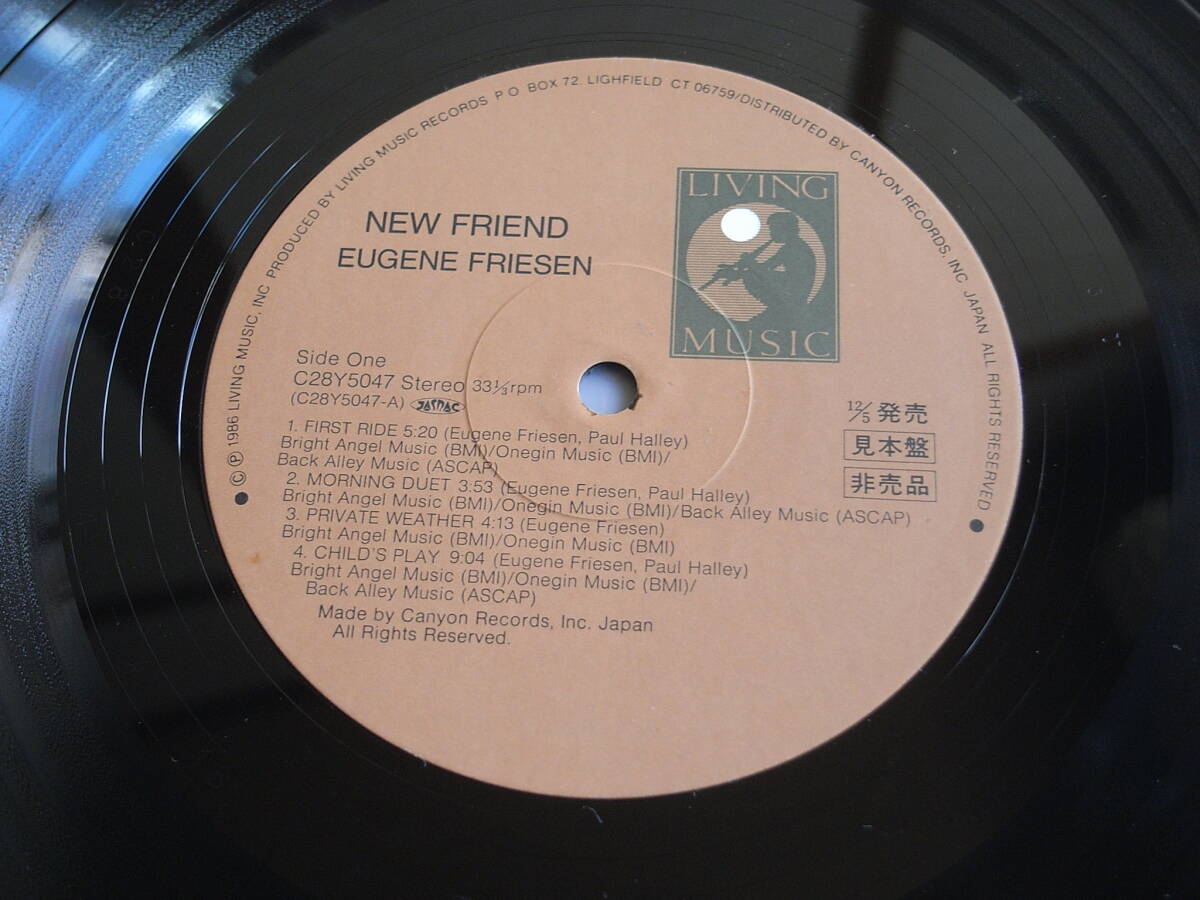 Ⓒ Ⓟ 1986 LIVING MUSIC, INC PRODUCED BY LIVING MUSIC RECORDS P O BOX 72. LIGHFIELD CT 06759/DISTRIBUTED BY CANYON RECORDS, INC JAPAN ALL RIGHTS RESERVED
LIVING
MUSIC
NEW FRIEND
EUGENE FRIESEN
Side One
C28Y5047 Stereo 33⅓rpm
(C28Y5047-A) JASRAC
12/5 発売
見本盤
非売品
1. FIRST RIDE 5:20 (Eugene Friesen, Paul Halley)
Bright Angel Music (BMI)/Onegin Music (BMI)/
Back Alley Music (ASCAP)
2. MORNING DUET 3:53 (Eugene Friesen, Paul Halley)
Bright Angel Music (BMI)/Onegin Music (BMI)/Back Alley Music (ASCAP)
3. PRIVATE WEATHER 4:13 (Eugene Friesen)
Bright Angel Music (BMI)/Onegin Music (BMI)
4. CHILD'S PLAY 9:04 (Eugene Friesen, Paul Halley)
Bright Angel Music (BMI)/Onegin Music (BMI)/
Back Alley Music (ASCAP)
Made by Canyon Records, Inc. Japan
All Rights Reserved.